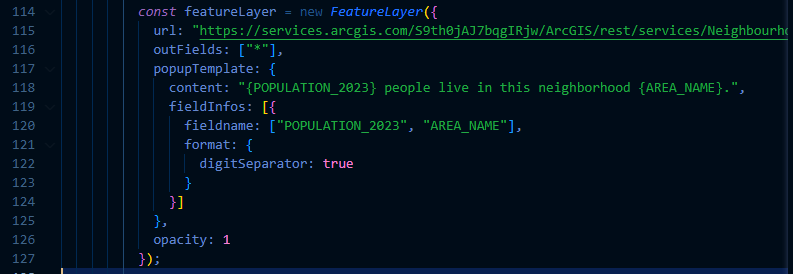 114 const featureLayer = new FeatureLayer({
115 url: "https://services.arcgis.com/S9th0jAJ7bqgIRjw/ArcGIS/rest/services/Neighbourho
116 outFields: ["*"],
117 popupTemplate: {
118 content: "{POPULATION_2023} people live in this neighborhood {AREA_NAME}.",
119 fieldInfos: [{
120 fieldname: ["POPULATION_2023", "AREA_NAME"],
121 format: {
122 digitSeparator: true
123 }
124 }]
125 },
126 opacity: 1
127 });